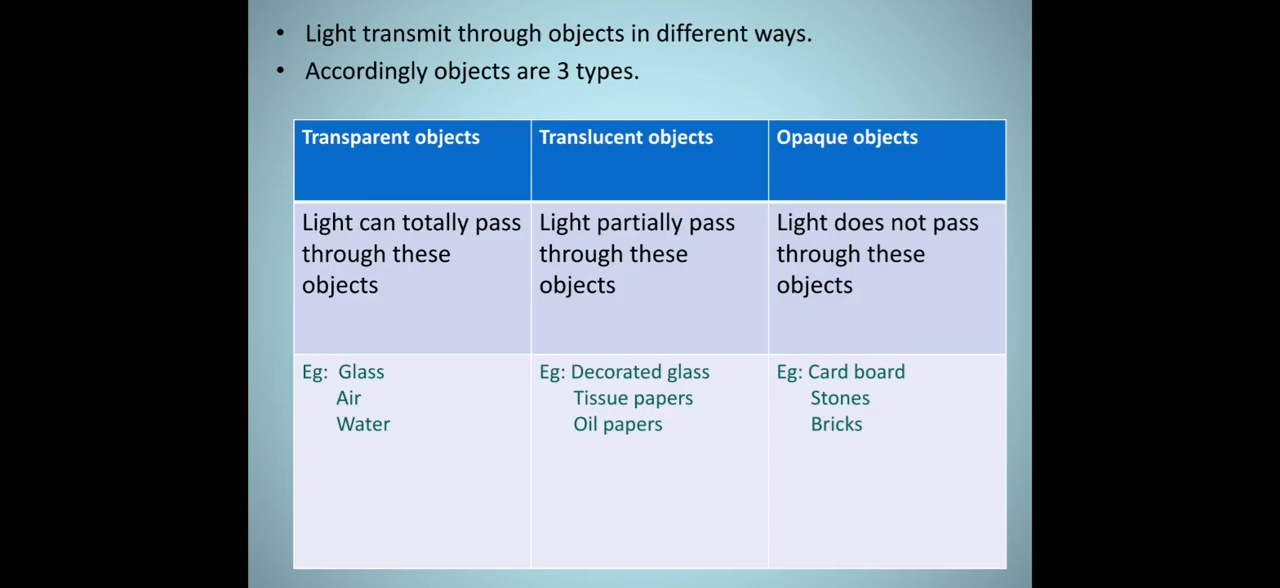 • Light transmit through objects in different ways.
• Accordingly objects are 3 types.
Transparent objects
Translucent objects
Opaque objects
Light can totally pass
through these
objects
Light partially pass
through these
objects
Light does not pass
through these
objects
Eg: Glass
Air
Water
Eg: Decorated glass
Tissue papers
Oil papers
Eg: Card board
Stones
Bricks